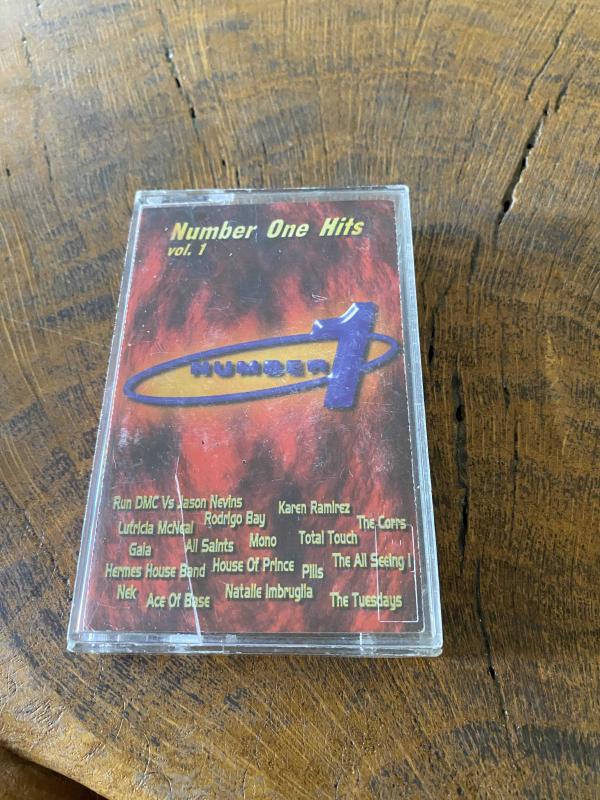 Number One Hits
vol. 1
NUMBER 1
Run DMC Vs Jason Nevins
Karen Ramirez
Rodrigo Bay
The Corrs
Lutricia McNeal
Mono
Total Touch
Gala
All Saints
The All Seeing I
House Of Prince
Pills
Hermes House Band
Nek
Natalie Imbruglia
Ace Of Base
The Tuesdays